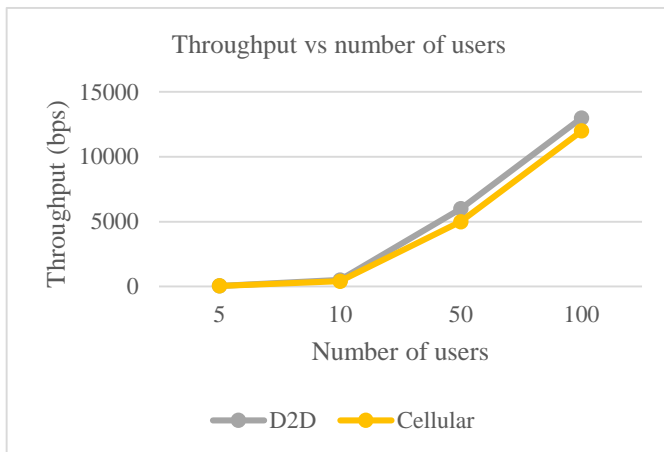 Throughput vs number of users
Throughput (bps)
15000
10000
5000
0
5 10 50 100
Number of users
D2D Cellular